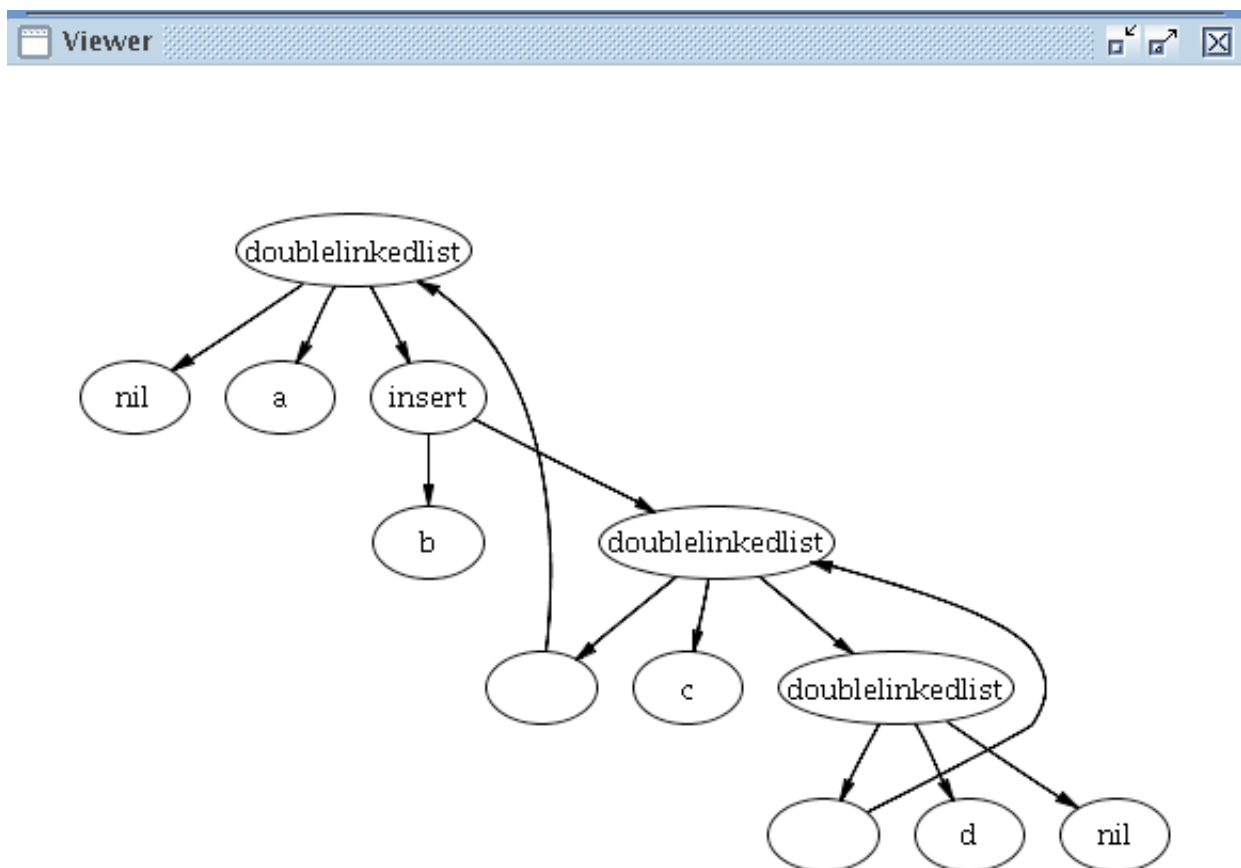 Viewer
doublelinkedlist
nil a insert
b doublelinkedlist
c doublelinkedlist
d nil